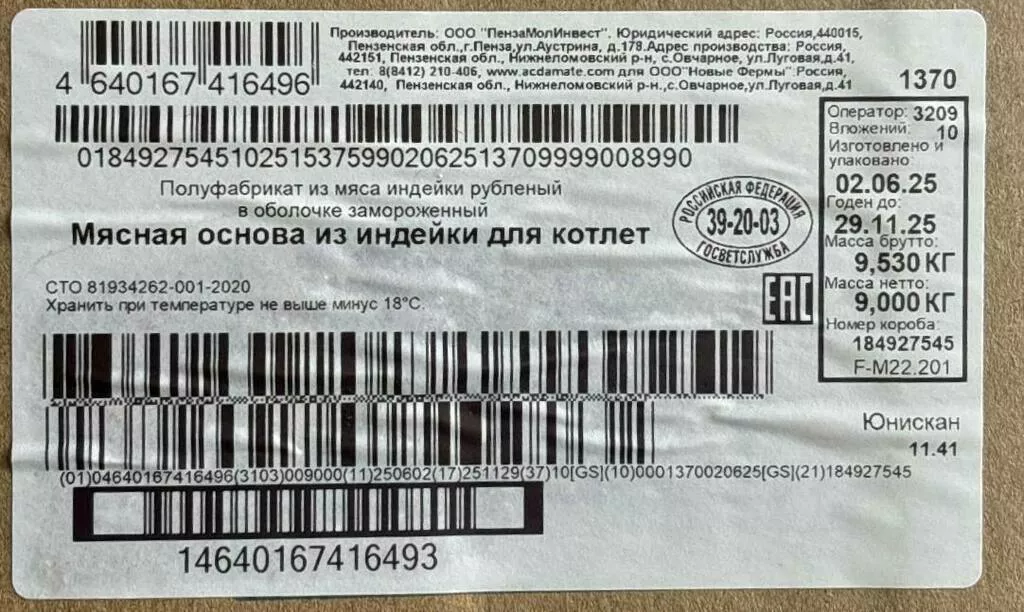 Производитель: ООО "ПензаМолИнвест". Юридический адрес: Россия,440015,
Пензенская обл.,г.Пенза,ул.Аустрина, д.178.Адрес производства: Россия,
442151, Пензенская обл., Нижнеломовский р-н, с.Овчарное, ул.Луговая,д.41,
тел: 8(8412) 210-406, www.acdamate.com для ООО"Новые Фермы":Россия,
442140, Пензенская обл., Нижнеломовский р-н.,с.Овчарное,ул.Луговая,д.41
4 640167 416496
1370
01849275451025153759902062513709999008990
Оператор: 3209
Вложений: 10
Изготовлено и
упаковано:
02.06.25
Годен до:
29.11.25
Масса брутто:
9,530 КГ
Масса нетто:
9,000 КГ
Номер короба:
184927545
F-M22.201
Полуфабрикат из мяса индейки рубленый
в оболочке замороженный
Мясная основа из индейки для котлет
РОССИЙСКАЯ ФЕДЕРАЦИЯ
39-20-03
ГОСВЕТСЛУЖБА
СТО 81934262-001-2020
Хранить при температуре не выше минус 18°С.
EAC
Юнискан
11.41
(01)04640167416496(3103)009000(11)250602(17)251129(37)10[GS](10)0001370020625[GS](21)184927545
14640167416493